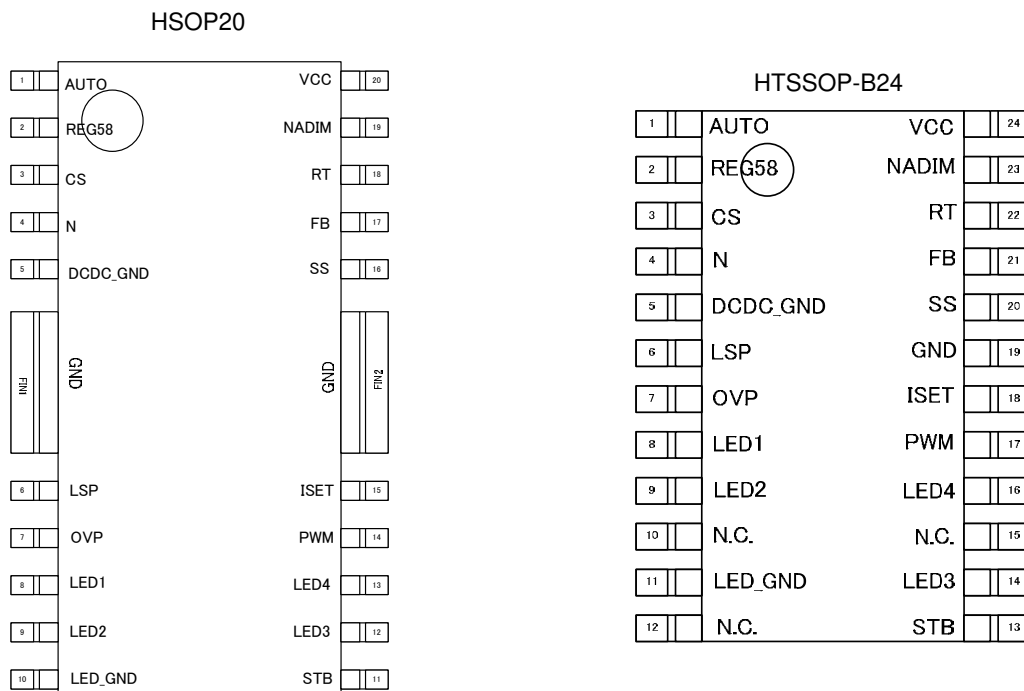 HSOP20
1 AUTO VCC 20
2 REG58 NADIM 19
3 CS RT 18
4 N FB 17
5 DCDC_GND SS 16
FIN1 GND GND FIN2
6 LSP ISET 15
7 OVP PWM 14
8 LED1 LED4 13
9 LED2 LED3 12
10 LED_GND STB 11
HTSSOP-B24
1 AUTO VCC 24
2 REG58 NADIM 23
3 CS RT 22
4 N FB 21
5 DCDC_GND SS 20
6 LSP GND 19
7 OVP ISET 18
8 LED1 PWM 17
9 LED2 LED4 16
10 N.C. N.C. 15
11 LED_GND LED3 14
12 N.C. STB 13